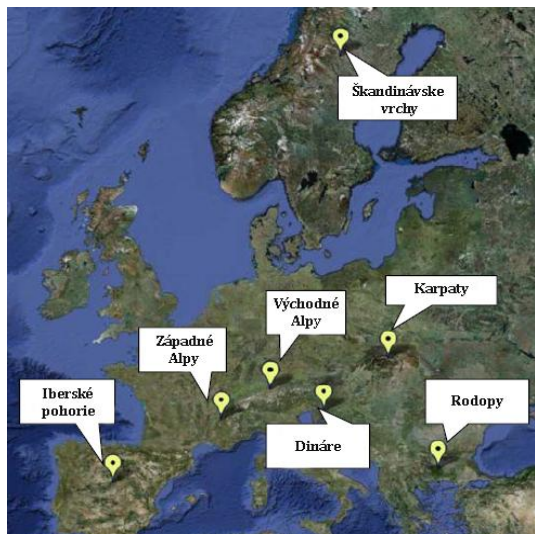 Škandinávske
vrchy
Karpaty
Východné
Alpy
Západné
Alpy
Iberské
pohorie
Rodopy
Dináre